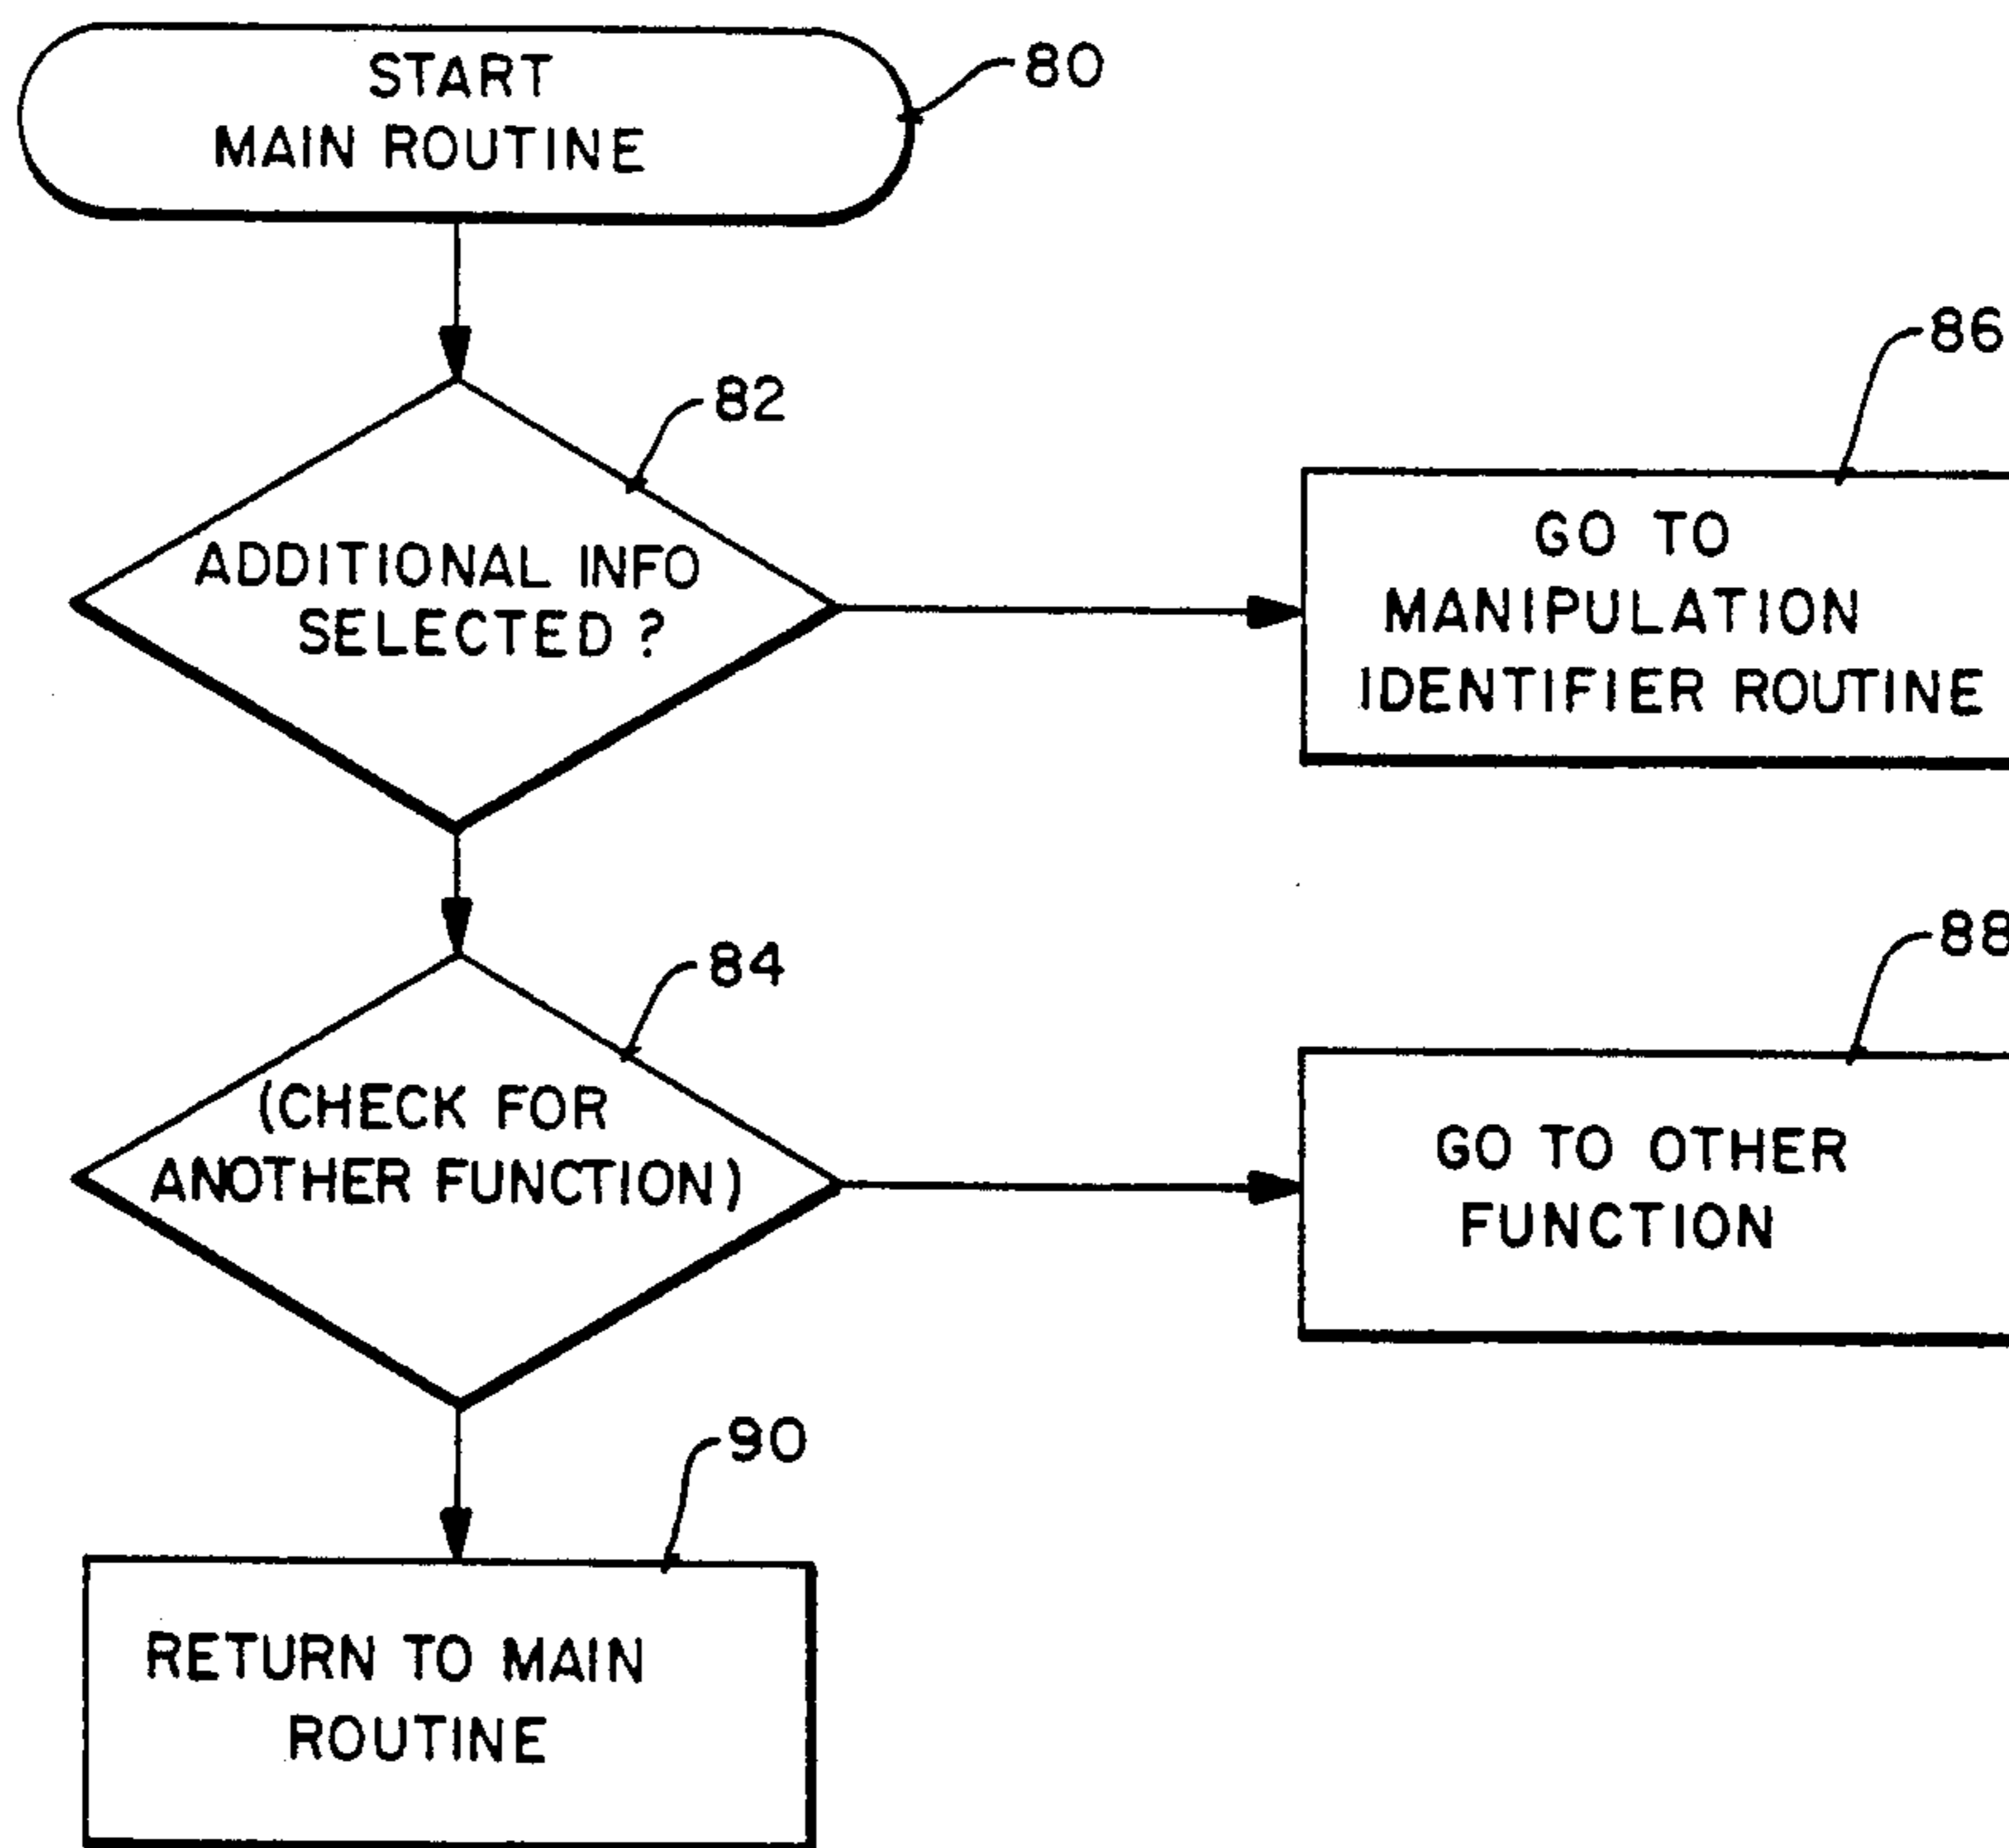 START
MAIN ROUTINE
80
82
ADDITIONAL INFO
SELECTED ?
86
GO TO
MANIPULATION
IDENTIFIER ROUTINE
84
(CHECK FOR
ANOTHER FUNCTION)
88
GO TO OTHER
FUNCTION
90
RETURN TO MAIN
ROUTINE